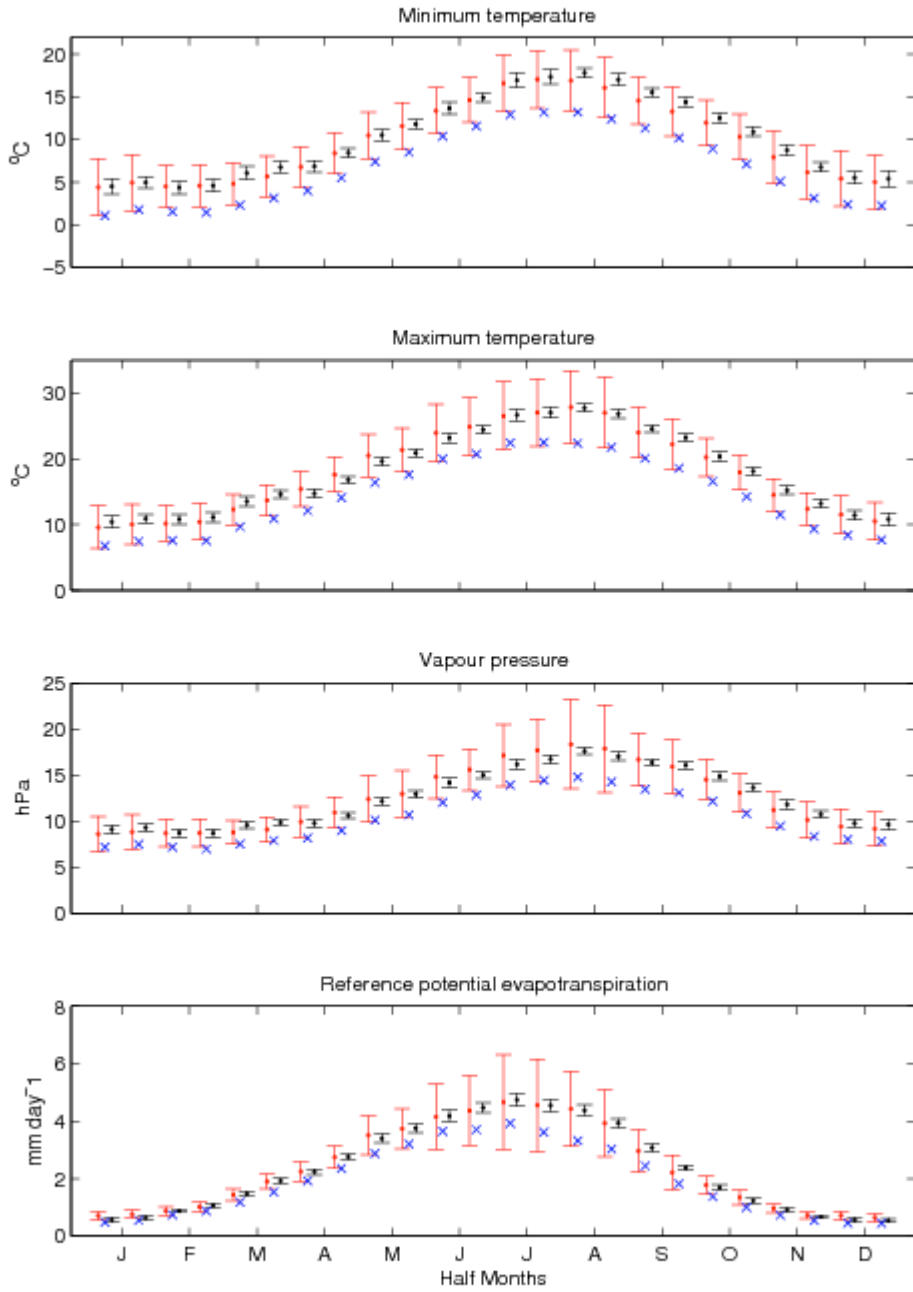 Minimum temperature
20
15
10
5
0
−5
°C
Maximum temperature
30
20
10
0
°C
Vapour pressure
25
20
15
10
5
0
hPa
Reference potential evapotranspiration
8
6
4
2
0
mm day⁻1
J F M A M J J A S O N D
Half Months